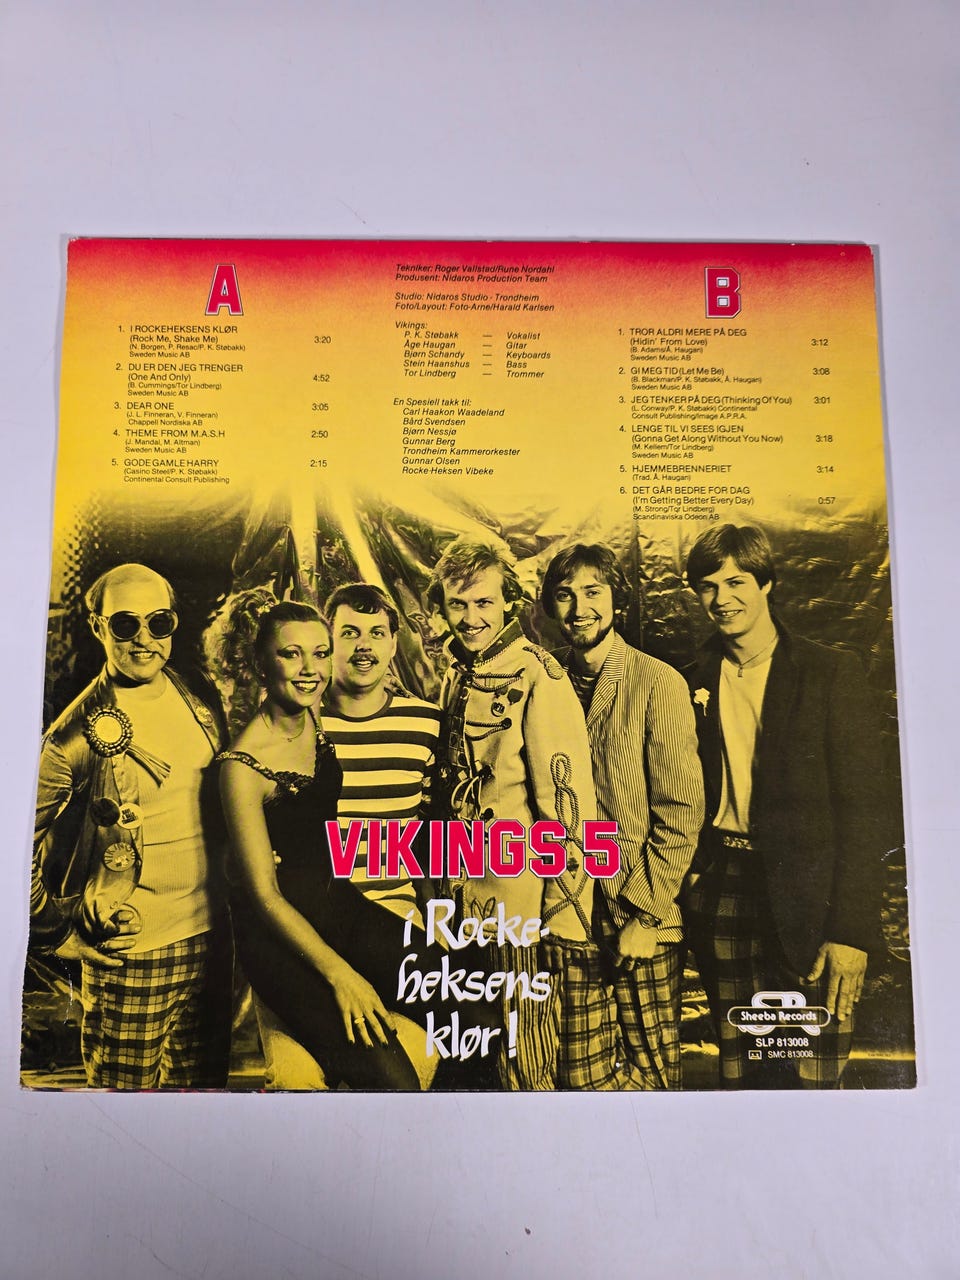 A
1. I ROCKEHEKSENS KLØR
(Rock Me, Shake Me) 3:20
(N. Borgen, P. Resac/P. K. Støbakk)
Sweden Music AB
2. DU ER DEN JEG TRENGER
(One And Only) 4:52
(B. Cummings/Tor Lindberg)
Sweden Music AB
3. DEAR ONE 3:05
(J. L. Finneran, V. Finneran)
Chappell Nordiska AB
4. THEME FROM M.A.S.H 2:50
(J. Mandal, M. Altman)
Sweden Music AB
5. GODE GAMLE HARRY 2:15
(Casino Steel/P. K. Støbakk)
Continental Consult Publishing
Tekniker: Roger Vallstad/Rune Nordahl
Produsent: Nidaros Production Team
Studio: Nidaros Studio - Trondheim
Foto/Layout: Foto-Arne/Harald Karlsen
Vikings:
P. K. Støbakk — Vokalist
Åge Haugan — Gitar
Bjørn Schandy — Keyboards
Stein Haanshus — Bass
Tor Lindberg — Trommer
En Spesiell takk til:
Carl Haakon Waadeland
Bård Svendsen
Bjørn Nessjø
Gunnar Berg
Trondheim Kammerorkester
Gunnar Olsen
Rocke-Heksen Vibeke
B
1. TROR ALDRI MERE PÅ DEG
(Hidin' From Love) 3:12
(B. Adams/Å. Haugan)
Sweden Music AB
2. GI MEG TID (Let Me Be) 3:08
(B. Blackman/P. K. Støbakk, Å. Haugan)
Sweden Music AB
3. JEG TENKER PÅ DEG (Thinking Of You) 3:01
(L. Conway/P. K. Støbakk) Continental
Consult Publishing/Image A.P.R.A.
4. LENGE TIL VI SEES IGJEN
(Gonna Get Along Without You Now) 3:18
(M. Kellem/Tor Lindberg)
Sweden Music AB
5. HJEMMEBRENNERIET 3:14
(Trad. Å. Haugan)
6. DET GÅR BEDRE FOR DAG
(I'm Getting Better Every Day) 0:57
(M. Strong/Tor Lindberg)
Scandinaviska Odeon AB
VIKINGS 5
i Rocke-
heksens
klør!
SR
Sheeba Records
SLP 813008
SMC 813008